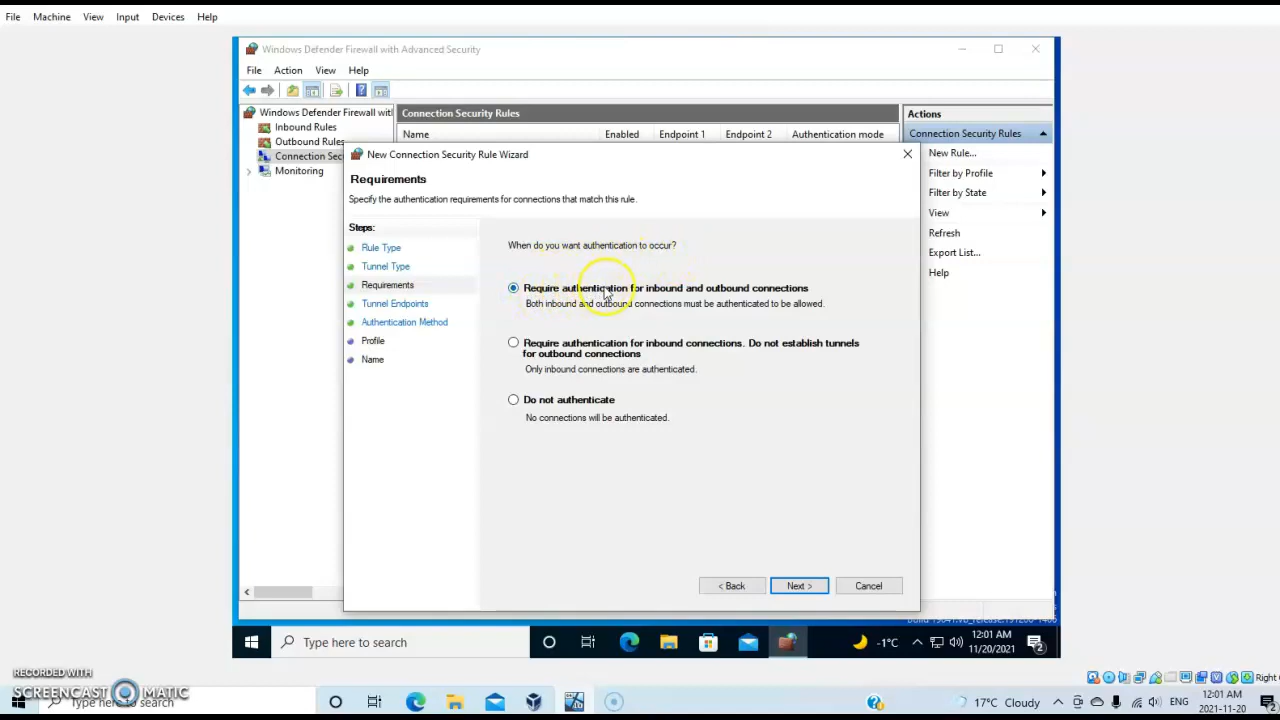 File Machine View Input Devices Help
Windows Defender Firewall with Advanced Security
File Action View Help
Windows Defender Firewall wit
Inbound Rules
Outbound Rules
Connection Sec
Monitoring
Connection Security Rules
Name Enabled Endpoint 1 Endpoint 2 Authentication mode
Actions
Connection Security Rules
New Rule...
Filter by Profile
Filter by State
View
Refresh
Export List...
Help
New Connection Security Rule Wizard
Requirements
Specify the authentication requirements for connections that match this rule.
Steps:
Rule Type
Tunnel Type
Requirements
Tunnel Endpoints
Authentication Method
Profile
Name
When do you want authentication to occur?
Require authentication for inbound and outbound connections
Both inbound and outbound connections must be authenticated to be allowed.
Require authentication for inbound connections. Do not establish tunnels
for outbound connections
Only inbound connections are authenticated.
Do not authenticate
No connections will be authenticated.
< Back Next > Cancel
Type here to search
-1°C
12:01 AM
11/20/2021
2
RECORDED WITH
SCREENCAST MATIC
Type here to search
17°C Cloudy
ENG
12:01 AM
2021-11-20
2
Right